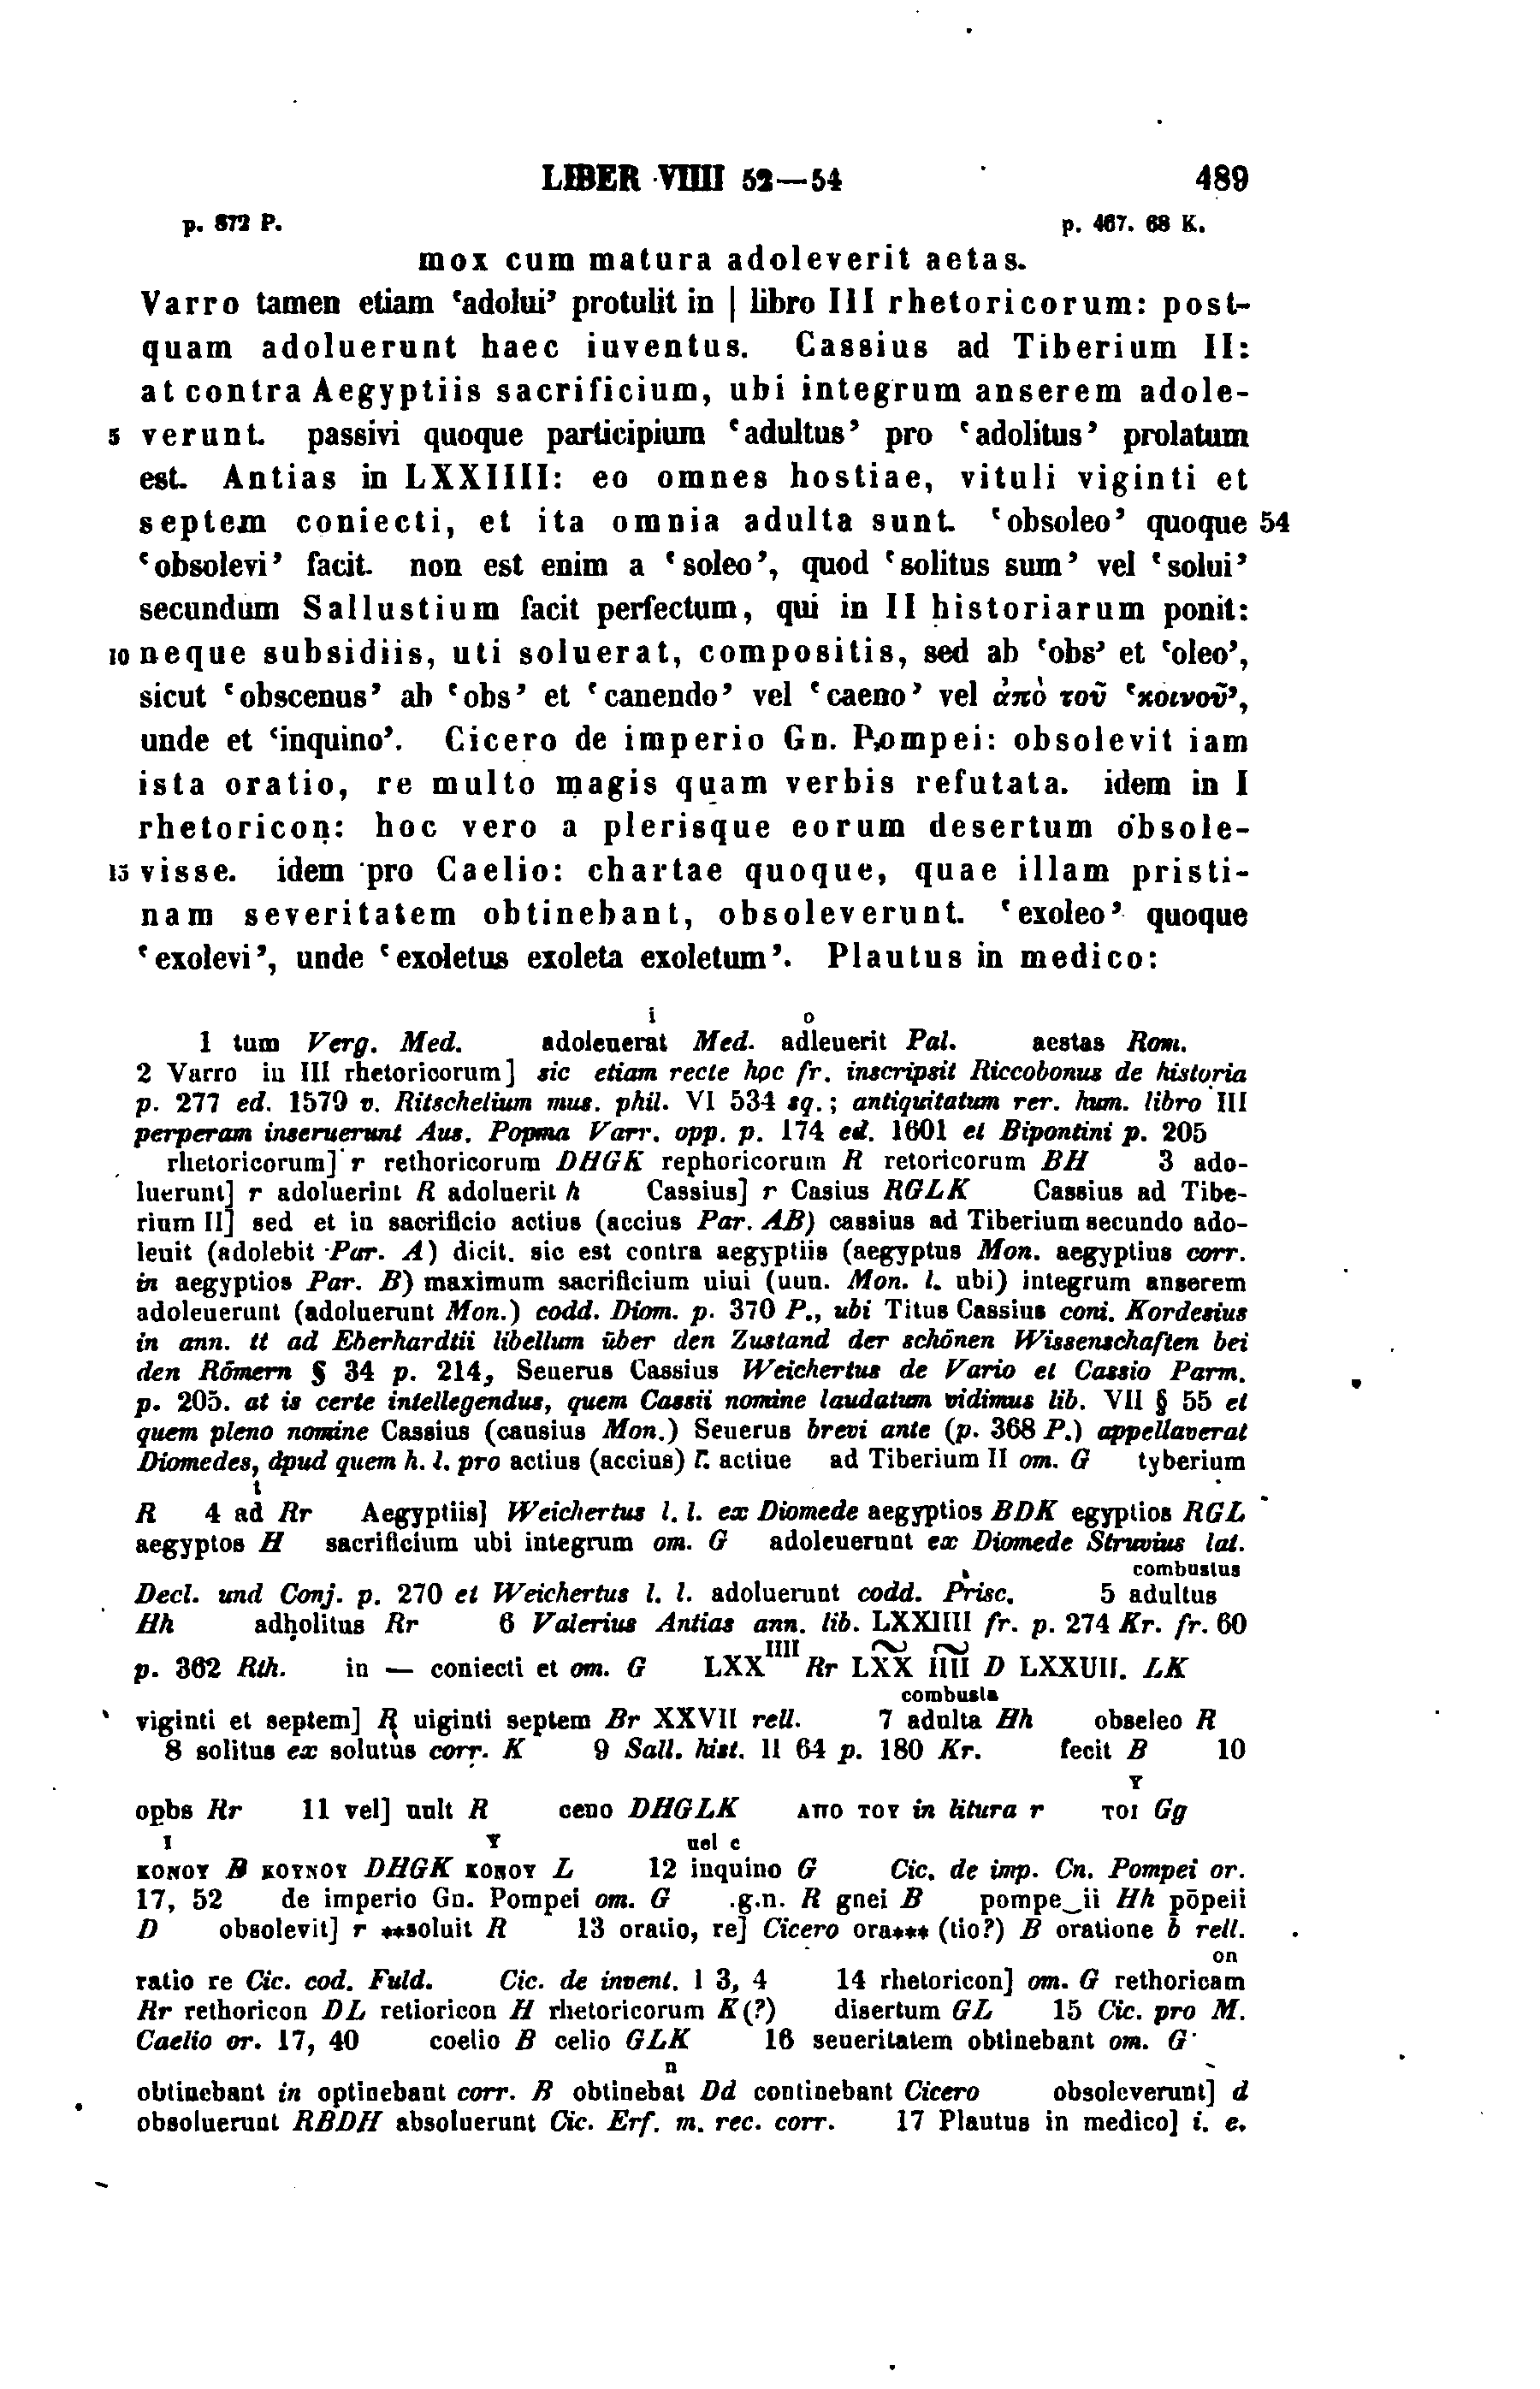 LIBER VIIII 52—54 489
p. 872 P. p. 467. 68 K.
mox cum matura adoleverit aetas.
Varro tamen etiam ‘adolui’ protulit in | libro III rhetoricorum: post-
quam adoluerunt haec iuventus. Cassius ad Tiberium II:
at contra Aegyptiis sacrificium, ubi integrum anserem adole-
5 verunt. passivi quoque participium ‘adultus’ pro ‘adolitus’ prolatum
est. Antias in LXXIIII: eo omnes hostiae, vituli viginti et
septem coniecti, et ita omnia adulta sunt. ‘obsoleo’ quoque 54
‘obsolevi’ facit. non est enim a ‘soleo’, quod ‘solitus sum’ vel ‘solui’
secundum Sallustium facit perfectum, qui in II historiarum ponit:
10 neque subsidiis, uti soluerat, compositis, sed ab ‘obs’ et ‘oleo’,
sicut ‘obscenus’ ab ‘obs’ et ‘canendo’ vel ‘caeno’ vel ἀπὸ τοῦ ‘κοινοῦ’,
unde et ‘inquino’. Cicero de imperio Gn. Pompei: obsolevit iam
ista oratio, re multo magis quam verbis refutata. idem in I
rhetoricon: hoc vero a plerisque eorum desertum obsole-
15 visse. idem pro Caelio: chartae quoque, quae illam pristi-
nam severitatem obtinebant, obsoleverunt. ‘exoleo’ quoque
‘exolevi’, unde ‘exoletus exoleta exoletum’. Plautus in medico:
i o
1 tum Verg. Med. adoleuerat Med. adleuerit Pal. aestas Rom.
2 Varro in III rhetoricorum] sic etiam recte hoc fr. inscripsit Riccobonus de historia
p. 277 ed. 1579 v. Ritschelium mus. phil. VI 534 sq.; antiquitatum rer. hum. libro III
perperam inseruerunt Aus. Popma Varr. opp. p. 174 ed. 1601 et Bipontini p. 205
rhetoricorum] r rethoricorum DHGK rephoricorum R retoricorum BH 3 ado-
luerunt] r adoluerint R adoluerit h Cassius] r Casius RGLK Cassius ad Tibe-
rium II] sed et in sacrificio actius (accius Par. AB) cassius ad Tiberium secundo ado-
leuit (adolebit Par. A) dicit. sic est contra aegyptiis (aegyptus Mon. aegyptius corr.
in aegyptios Par. B) maximum sacrificium uiui (uun. Mon. l. ubi) integrum anserem
adoleuerunt (adoluerunt Mon.) codd. Diom. p. 370 P., ubi Titus Cassius coni. Kordesius
in ann. tt ad Eberhardtii libellum über den Zustand der schönen Wissenschaften bei
den Römern § 34 p. 214, Seuerus Cassius Weichertus de Vario et Cassio Parm.
p. 205. at is certe intellegendus, quem Cassii nomine laudatum vidimus lib. VII § 55 et
quem pleno nomine Cassius (causius Mon.) Seuerus brevi ante (p. 368 P.) appellaverat
Diomedes, apud quem h. l. pro actius (accius) l. actiue ad Tiberium II om. G tyberium
t
R 4 ad Rr Aegyptiis] Weichertus l. l. ex Diomede aegyptios BDK egyptios RGL
aegyptos H sacrificium ubi integrum om. G adoleuerunt ex Diomede Struvius lat.
combustus
Decl. und Conj. p. 270 et Weichertus l. l. adoluerunt codd. Prisc. 5 adultus
Hh adholitus Rr 6 Valerius Antias ann. lib. LXXIIII fr. p. 274 Kr. fr. 60
IIII
p. 362 Rth. in — coniecti et om. G LXX Rr LXX IIII D LXXUII. LK
combusta
viginti et septem] R uiginti septem Br XXVII rell. 7 adulta Hh obseleo R
8 solitus ex solutus corr. K 9 Sall. hist. II 64 p. 180 Kr. fecit B 10
Y
opbs Rr 11 vel] uult R ceno DHGLK ΑΠΟ ΤΟΥ in litura r ΤΟΙ Gg
I Y uel c
ΚΟΝΟΥ B ΚΟΥΝΟΥ DHGK ΚΟΝΟΥ L 12 inquino G Cic. de imp. Cn. Pompei or.
17, 52 de imperio Gn. Pompei om. G .g.n. R gnei B pompe_ii Hh pōpeii
D obsolevit] r **soluit R 13 oratio, re] Cicero ora*** (tio?) B oratione b rell.
on
ratio re Cic. cod. Fuld. Cic. de invent. I 3, 4 14 rhetoricon] om. G rethoricam
Rr rethoricon DL retioricon H rhetoricorum K(?) disertum GL 15 Cic. pro M.
Caelio or. 17, 40 coelio B celio GLK 16 seueritatem obtinebant om. G
n
obtinebant in optinebant corr. B obtinebat Dd continebant Cicero obsoleverunt] d
obsoluerunt RBDH absoluerunt Cic. Erf. m. rec. corr. 17 Plautus in medico] i. e.